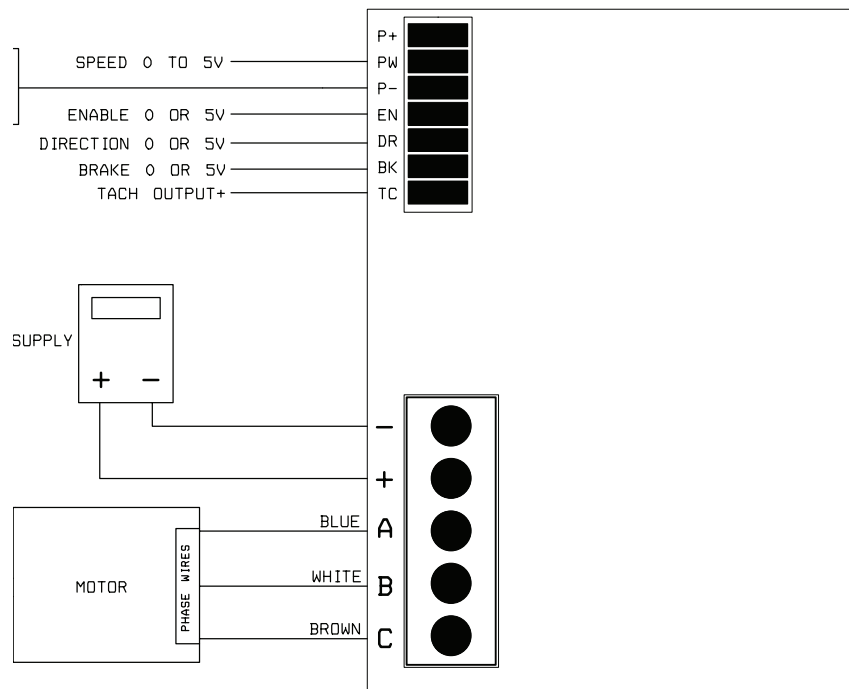 P+
SPEED 0 TO 5V PW
P-
ENABLE 0 OR 5V EN
DIRECTION 0 OR 5V DR
BRAKE 0 OR 5V BK
TACH OUTPUT+ TC
SUPPLY
+ -
-
+
BLUE A
MOTOR
PHASE WIRES
WHITE B
BROWN C